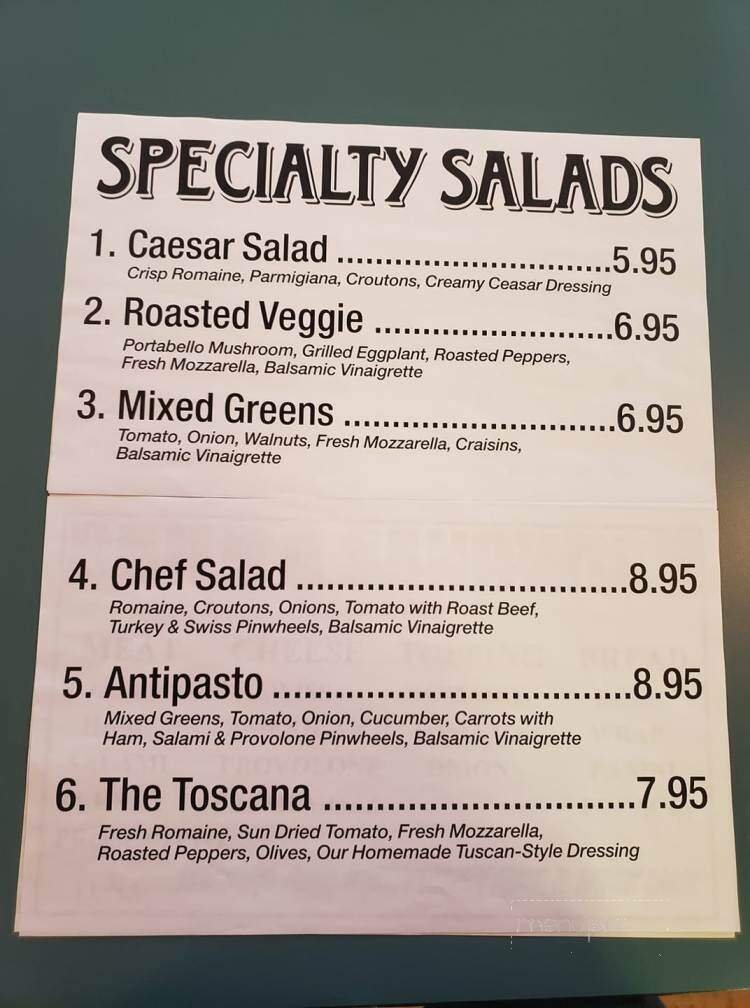 SPECIALTY SALADS
1. Caesar Salad ............................5.95
Crisp Romaine, Parmigiana, Croutons, Creamy Ceasar Dressing
2. Roasted Veggie .........................6.95
Portabello Mushroom, Grilled Eggplant, Roasted Peppers,
Fresh Mozzarella, Balsamic Vinaigrette
3. Mixed Greens ............................6.95
Tomato, Onion, Walnuts, Fresh Mozzarella, Craisins,
Balsamic Vinaigrette
4. Chef Salad ..................................8.95
Romaine, Croutons, Onions, Tomato with Roast Beef,
Turkey & Swiss Pinwheels, Balsamic Vinaigrette
5. Antipasto .....................................8.95
Mixed Greens, Tomato, Onion, Cucumber, Carrots with
Ham, Salami & Provolone Pinwheels, Balsamic Vinaigrette
6. The Toscana ................................7.95
Fresh Romaine, Sun Dried Tomato, Fresh Mozzarella,
Roasted Peppers, Olives, Our Homemade Tuscan-Style Dressing